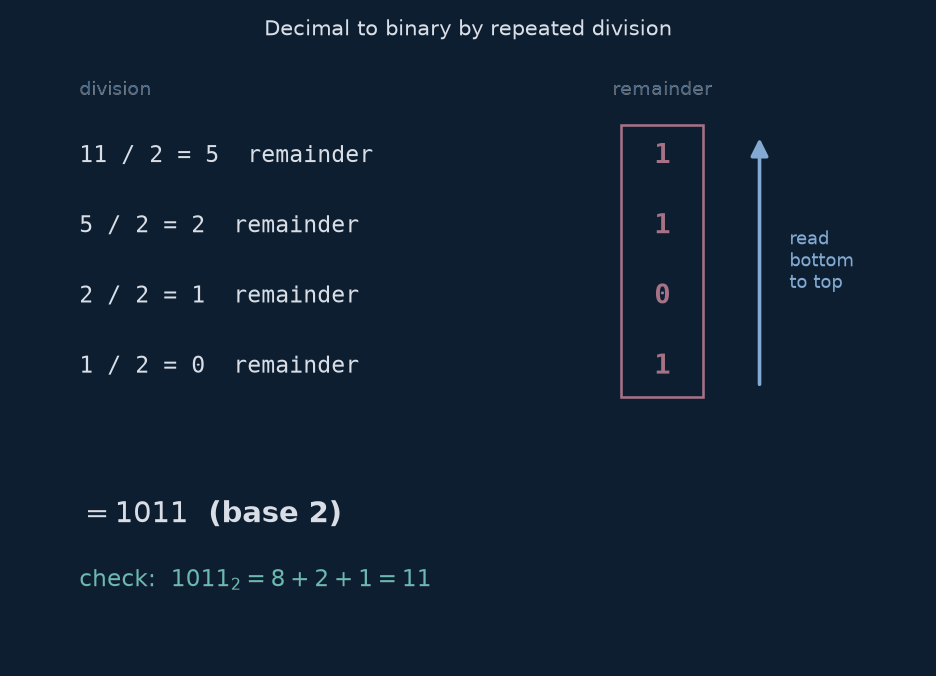 Decimal to binary by repeated division
division remainder
11 / 2 = 5 remainder 1
5 / 2 = 2 remainder 1
2 / 2 = 1 remainder 0
1 / 2 = 0 remainder 1
read
bottom
to top
= 1011 (base 2)
check: 1011₂ = 8 + 2 + 1 = 11